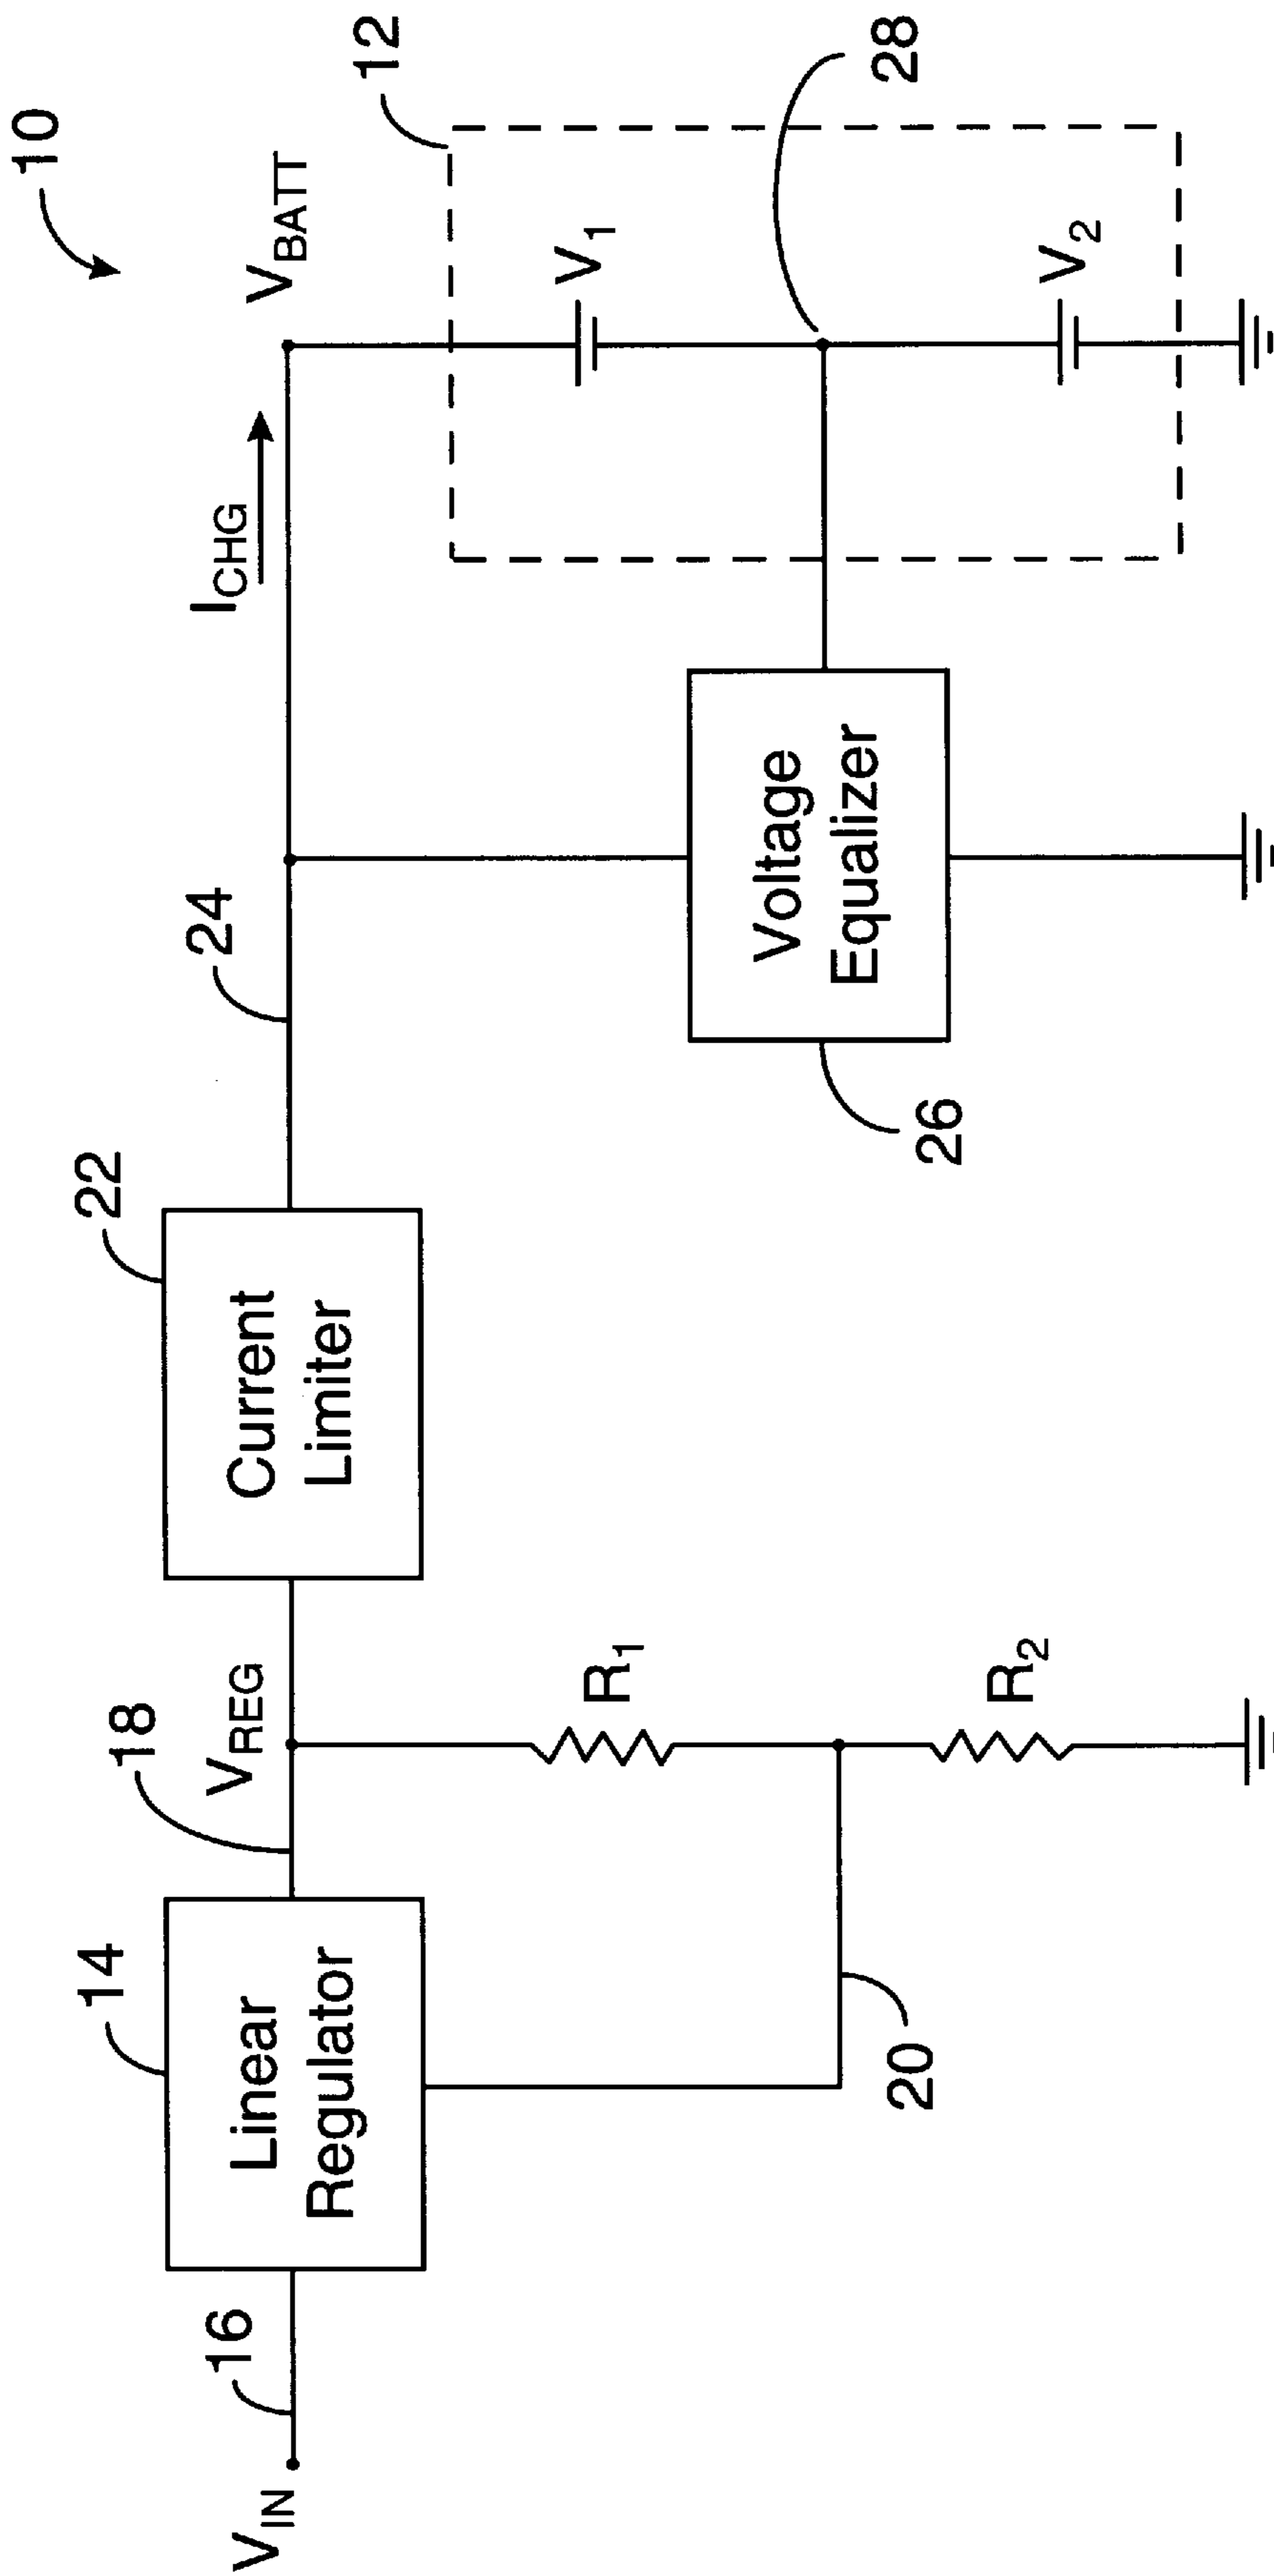 10
12
V_BATT
I_CHG
V_1
28
V_2
24
22
Current
Limiter
Voltage
Equalizer
26
18
V_REG
R_1
R_2
14
Linear
Regulator
20
16
V_IN